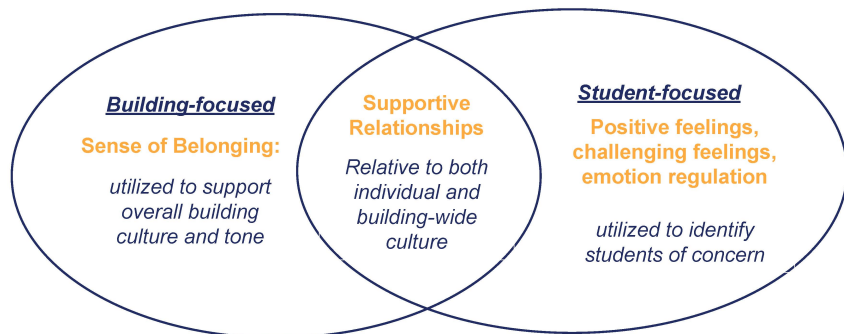 Building-focused
Sense of Belonging:
utilized to support
overall building
culture and tone
Supportive
Relationships
Relative to both
individual and
building-wide
culture
Student-focused
Positive feelings,
challenging feelings,
emotion regulation
utilized to identify
students of concern